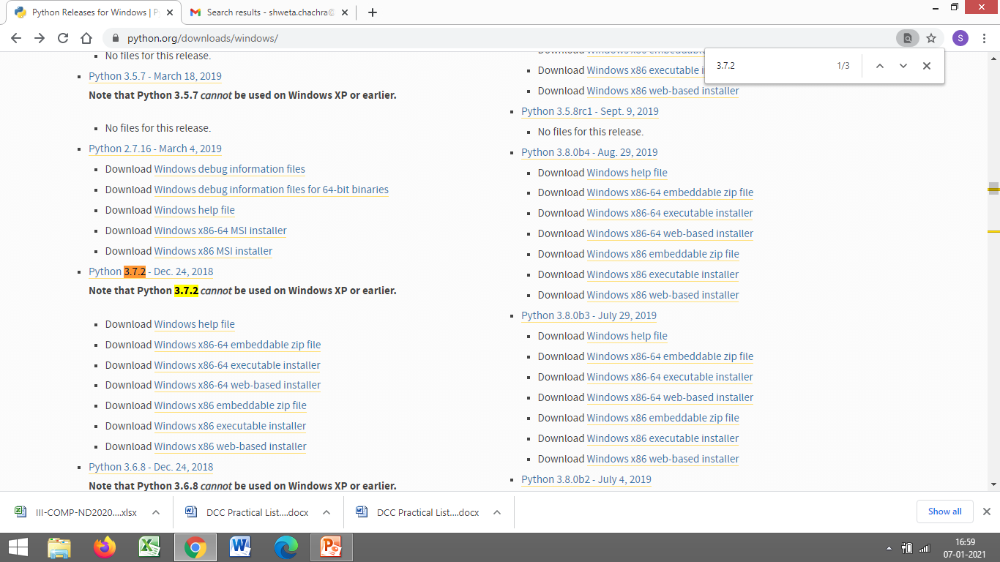 Python Releases for Windows | P
Search results - shweta.chachra@
python.org/downloads/windows/
S
3.7.2
1/3
No files for this release.
Python 3.5.7 - March 18, 2019
Note that Python 3.5.7 cannot be used on Windows XP or earlier.
No files for this release.
Python 2.7.16 - March 4, 2019
Download Windows debug information files
Download Windows debug information files for 64-bit binaries
Download Windows help file
Download Windows x86-64 MSI installer
Download Windows x86 MSI installer
Python 3.7.2 - Dec. 24, 2018
Note that Python 3.7.2 cannot be used on Windows XP or earlier.
Download Windows help file
Download Windows x86-64 embeddable zip file
Download Windows x86-64 executable installer
Download Windows x86-64 web-based installer
Download Windows x86 embeddable zip file
Download Windows x86 executable installer
Download Windows x86 web-based installer
Python 3.6.8 - Dec. 24, 2018
Note that Python 3.6.8 cannot be used on Windows XP or earlier.
Download Windows x86 embeddable
Download Windows x86 executable i
Download Windows x86 web-based installer
Python 3.5.8rc1 - Sept. 9, 2019
No files for this release.
Python 3.8.0b4 - Aug. 29, 2019
Download Windows help file
Download Windows x86-64 embeddable zip file
Download Windows x86-64 executable installer
Download Windows x86-64 web-based installer
Download Windows x86 embeddable zip file
Download Windows x86 executable installer
Download Windows x86 web-based installer
Python 3.8.0b3 - July 29, 2019
Download Windows help file
Download Windows x86-64 embeddable zip file
Download Windows x86-64 executable installer
Download Windows x86-64 web-based installer
Download Windows x86 embeddable zip file
Download Windows x86 executable installer
Download Windows x86 web-based installer
Python 3.8.0b2 - July 4, 2019
III-COMP-ND2020....xlsx
DCC Practical List....docx
DCC Practical List....docx
Show all
16:59
07-01-2021